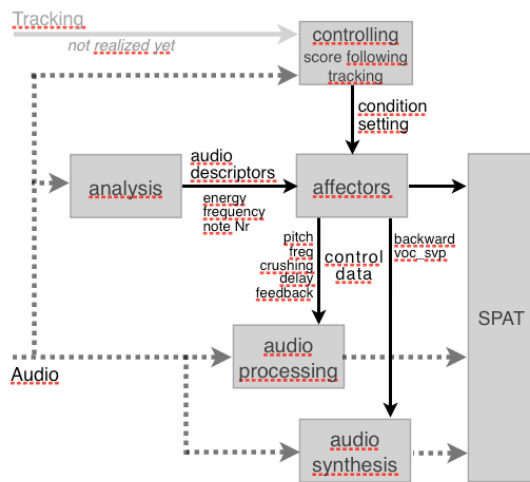 Tracking
not realized yet
controlling
score following
tracking
condition
setting
audio
descriptors
analysis
affectors
energy
frequency
note Nr
pitch
freq
crushing
delay
feedback
control
data
backward
voc_svp
SPAT
audio
processing
Audio
audio
synthesis